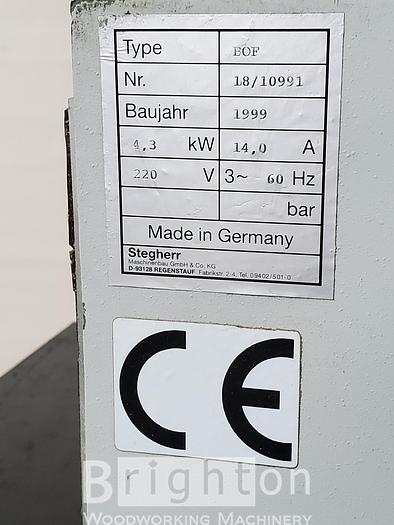 Type EOF
Nr. 18/10991
Baujahr 1999
4,3 kW 14,0 A
220 V 3~ 60 Hz
bar
Made in Germany
Stegherr
Maschinenbau GmbH & Co. KG
D-93128 REGENSTAUF, Fabrikstr. 2-4, Tel. 09402/501-0
CE
Brighton
WOODWORKING MACHINERY